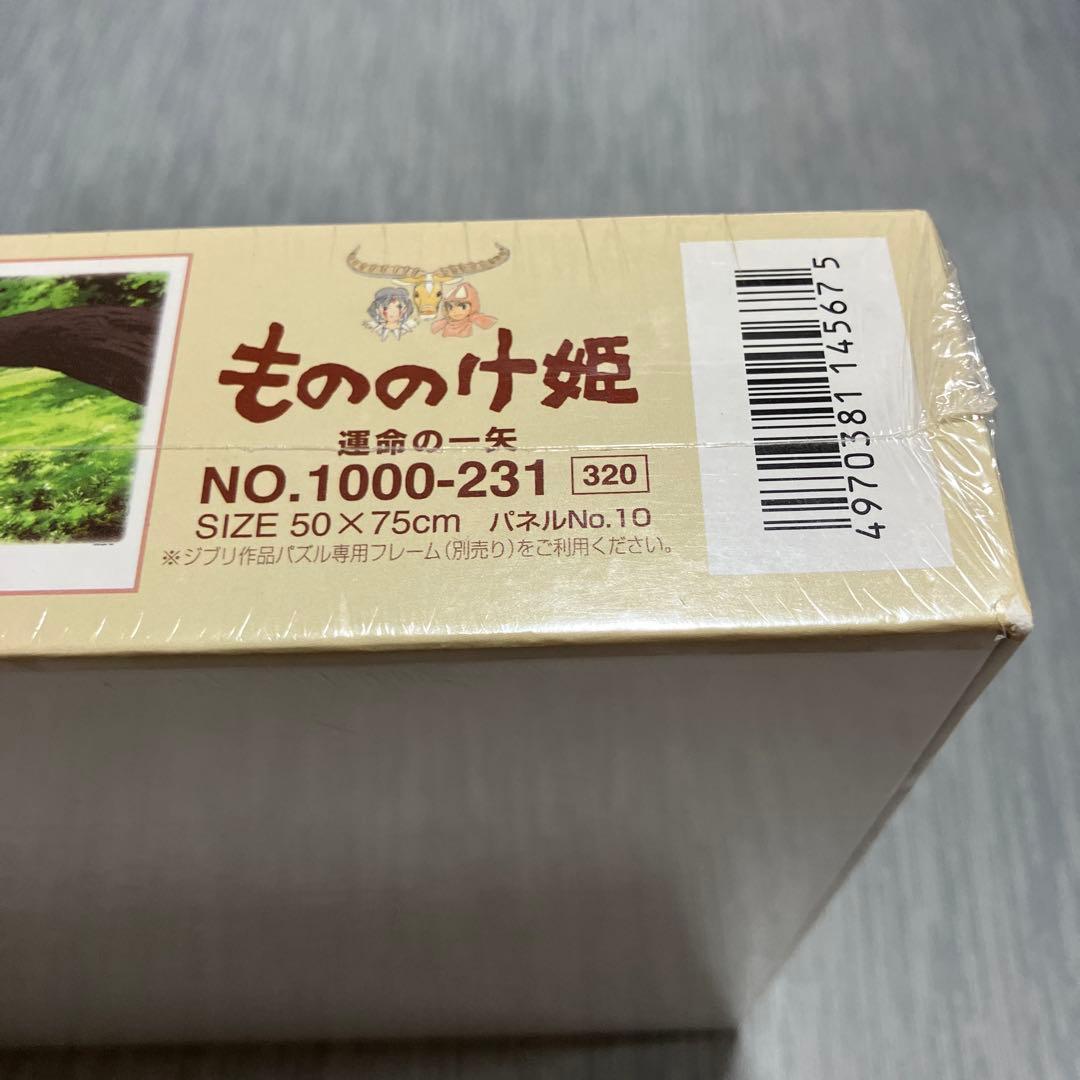 もののけ姫
運命の一矢
NO.1000-231 320
SIZE 50×75cm パネルNo.10
※ジブリ作品パズル専用フレーム(別売り)をご利用ください。
4970381 145675